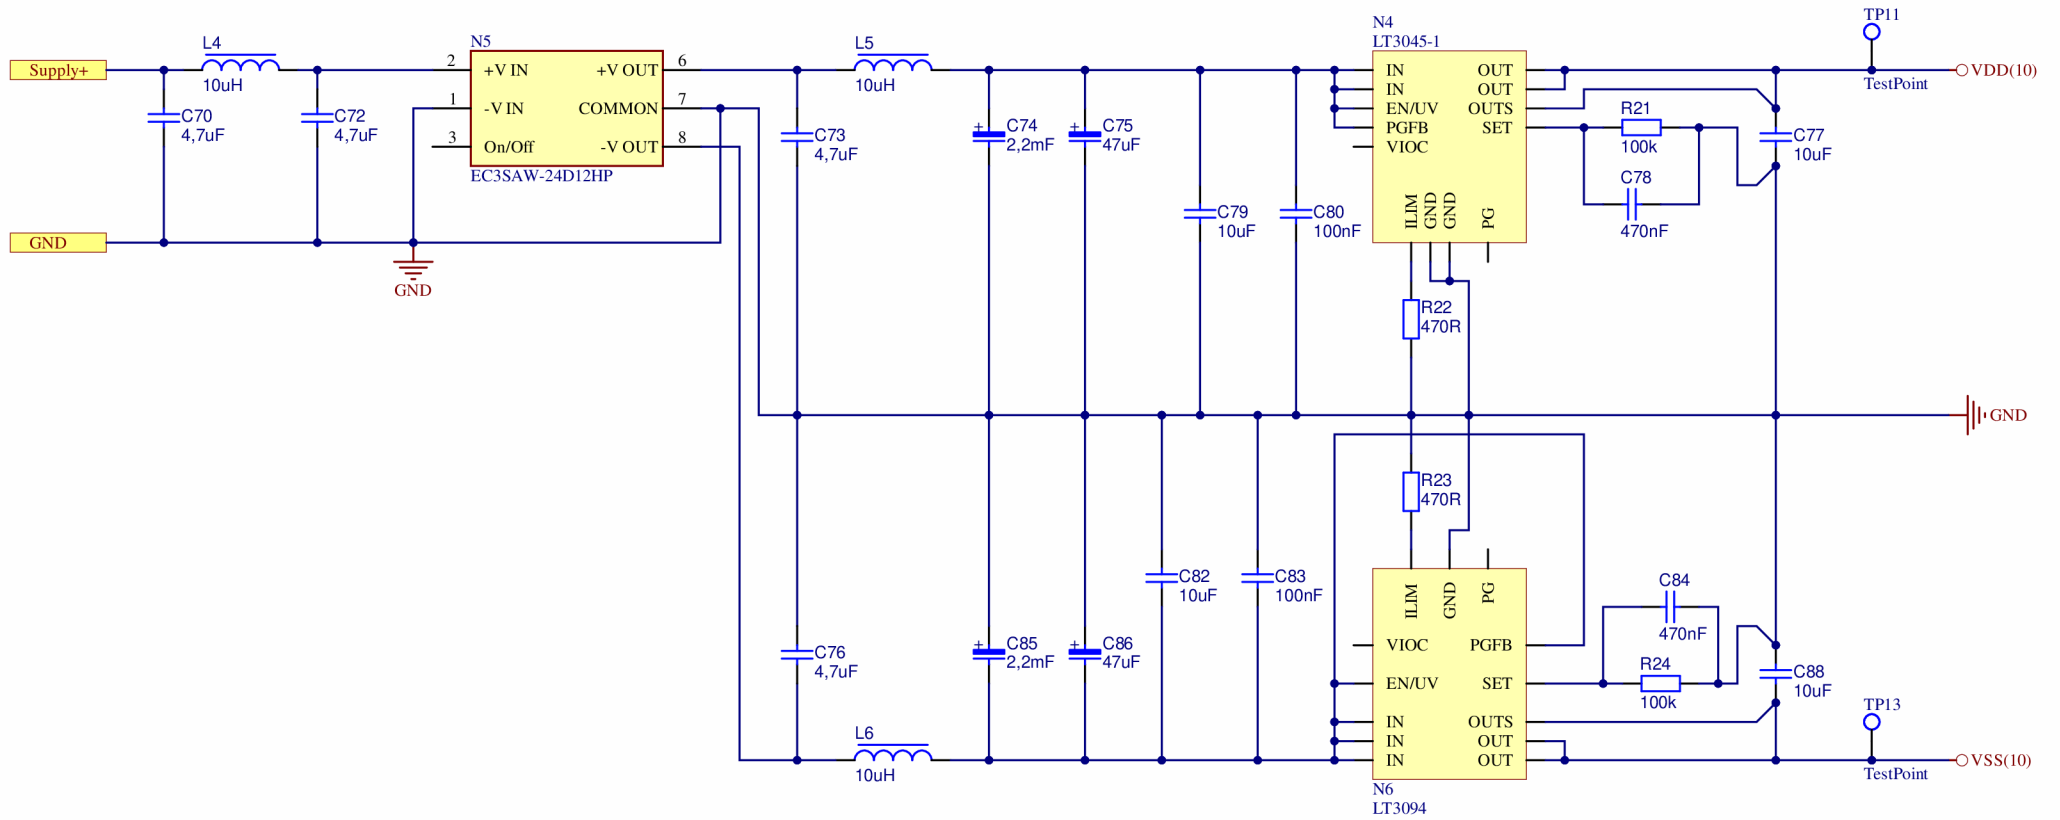 Supply+
L4
10uH
C70
4,7uF
C72
4,7uF
GND
GND
N5
2
+V IN
+V OUT
6
1
-V IN
COMMON
7
3
On/Off
-V OUT
8
EC3SAW-24D12HP
L5
10uH
C73
4,7uF
C74
2,2mF
C75
47uF
C79
10uF
C80
100nF
N4
LT3045-1
IN
OUT
IN
OUT
EN/UV
OUTS
PGFB
SET
VIOC
ILIM
GND
GND
PG
R21
100k
C78
470nF
C77
10uF
TP11
TestPoint
VDD(10)
R22
470R
GND
R23
470R
C82
10uF
C83
100nF
C76
4,7uF
C85
2,2mF
C86
47uF
L6
10uH
ILIM
GND
PG
VIOC
PGFB
EN/UV
SET
IN
OUTS
IN
OUT
IN
OUT
N6
LT3094
C84
470nF
R24
100k
C88
10uF
TP13
TestPoint
VSS(10)